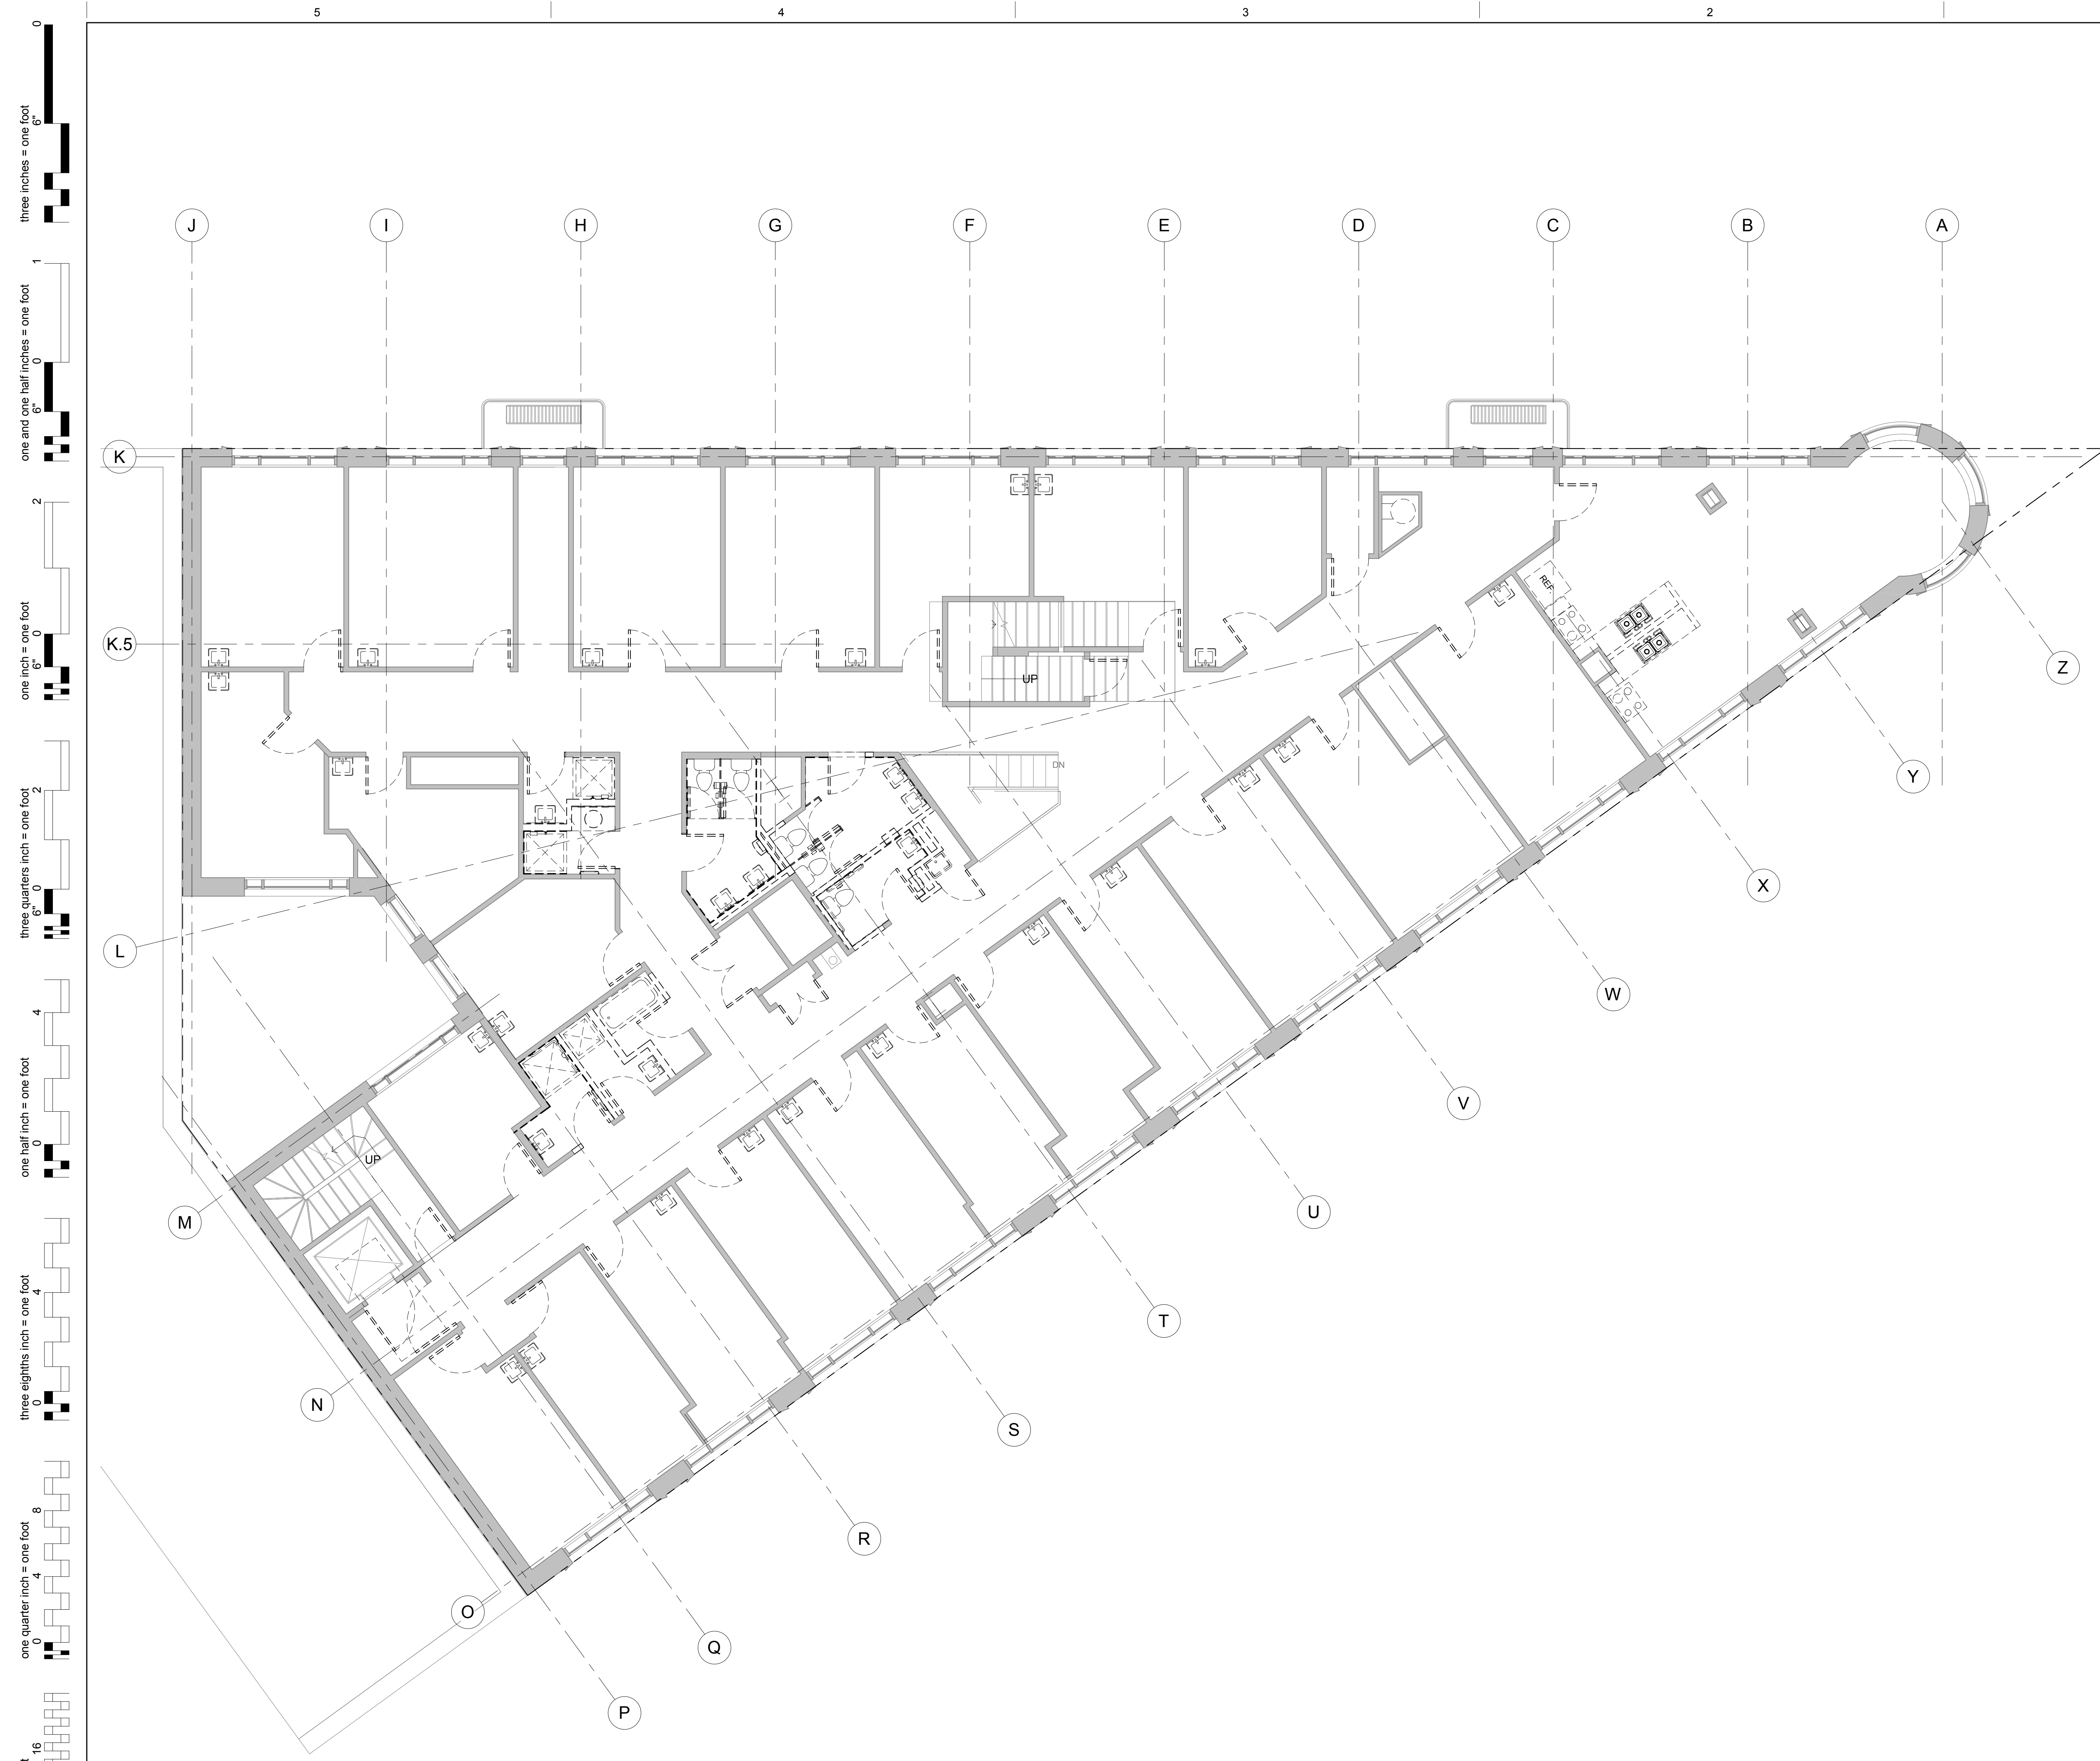 5 4 3 2
J I H G F E D C B A
K
K.5
L
M
N
O
P
Q
R
S
T
U
V
W
X
Y
Z
REF.
UP
DN
UP
three inches = one foot
0
6"
one and one half inches = one foot
1
0
6"
one inch = one foot
2
0
6"
three quarters inch = one foot
2
0
6"
one half inch = one foot
4
0
three eighths inch = one foot
4
0
one quarter inch = one foot
8
4
0
16